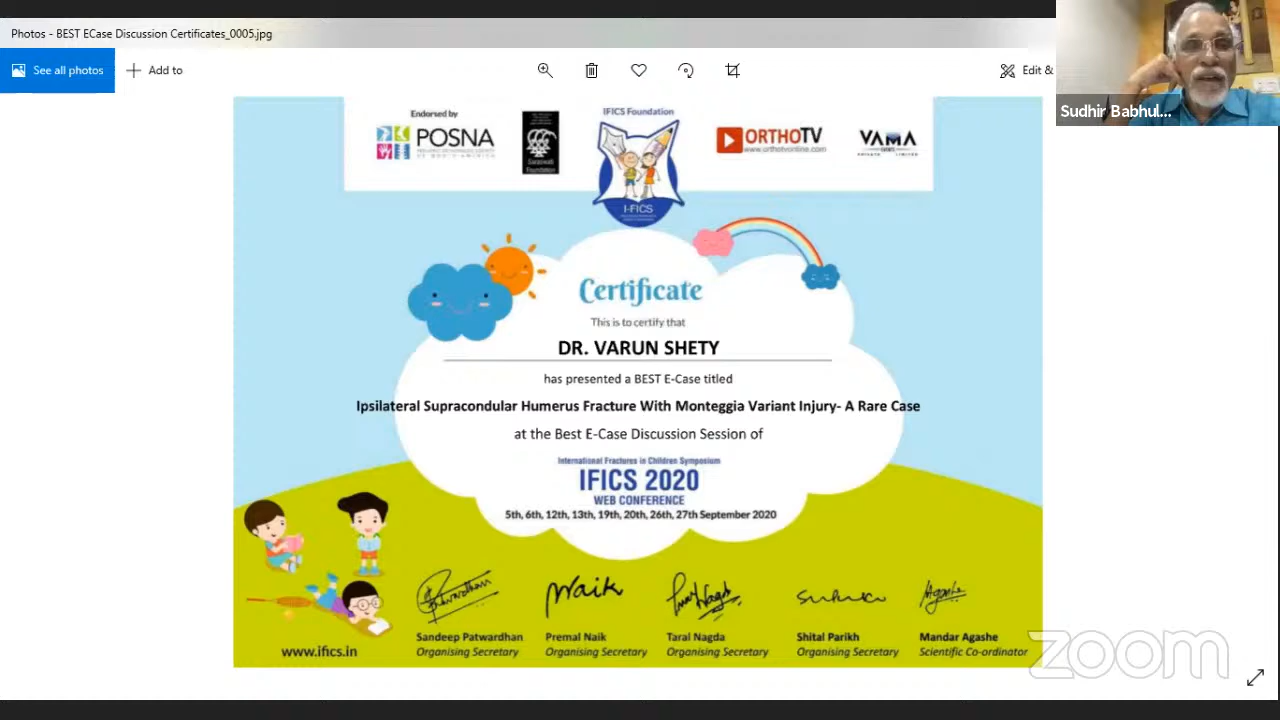 Photos - BEST ECase Discussion Certificates_0005.jpg
See all photos
Add to
Edit &
Sudhir Babhul...
Endorsed by
POSNA
Foundation
IFICS Foundation
I-FICS
ORTHOTV
www.orthotvonline.com
VAMA
EVENTS
PRIVATE LIMITED
Certificate
This is to certify that
DR. VARUN SHETY
has presented a BEST E-Case titled
Ipsilateral Supracondular Humerus Fracture With Monteggia Variant Injury- A Rare Case
at the Best E-Case Discussion Session of
International Fractures in Children Symposium
IFICS 2020
WEB CONFERENCE
5th, 6th, 12th, 13th, 19th, 20th, 26th, 27th September 2020
Sandeep Patwardhan
Organising Secretary
Premal Naik
Organising Secretary
Taral Nagda
Organising Secretary
Shital Parikh
Organising Secretary
Mandar Agashe
Scientific Co-ordinator
www.ifics.in
zoom